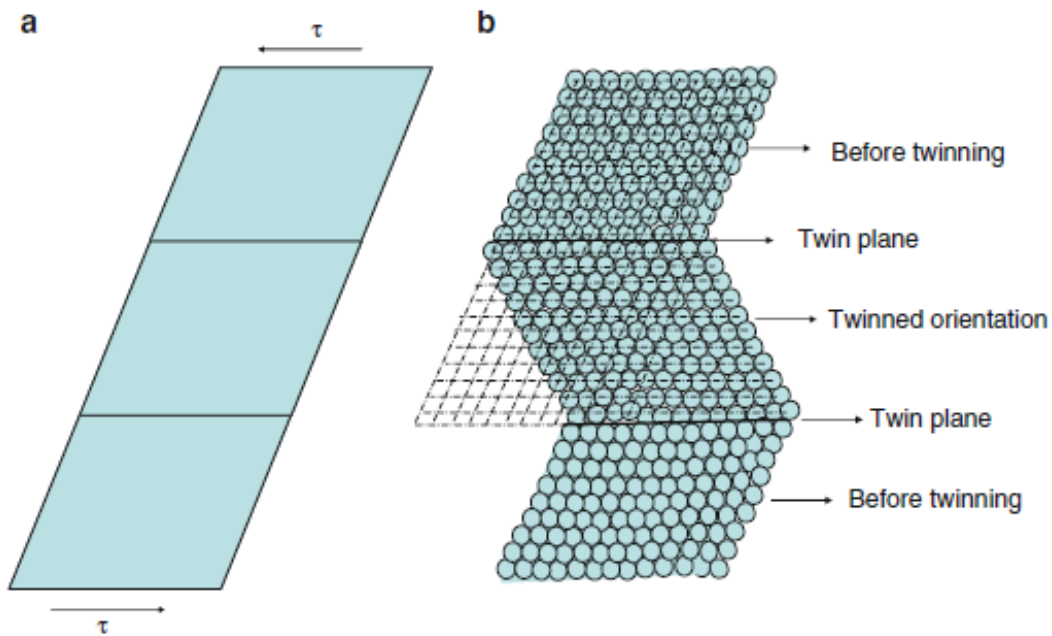 a
τ
τ
b
Before twinning
Twin plane
Twinned orientation
Twin plane
Before twinning